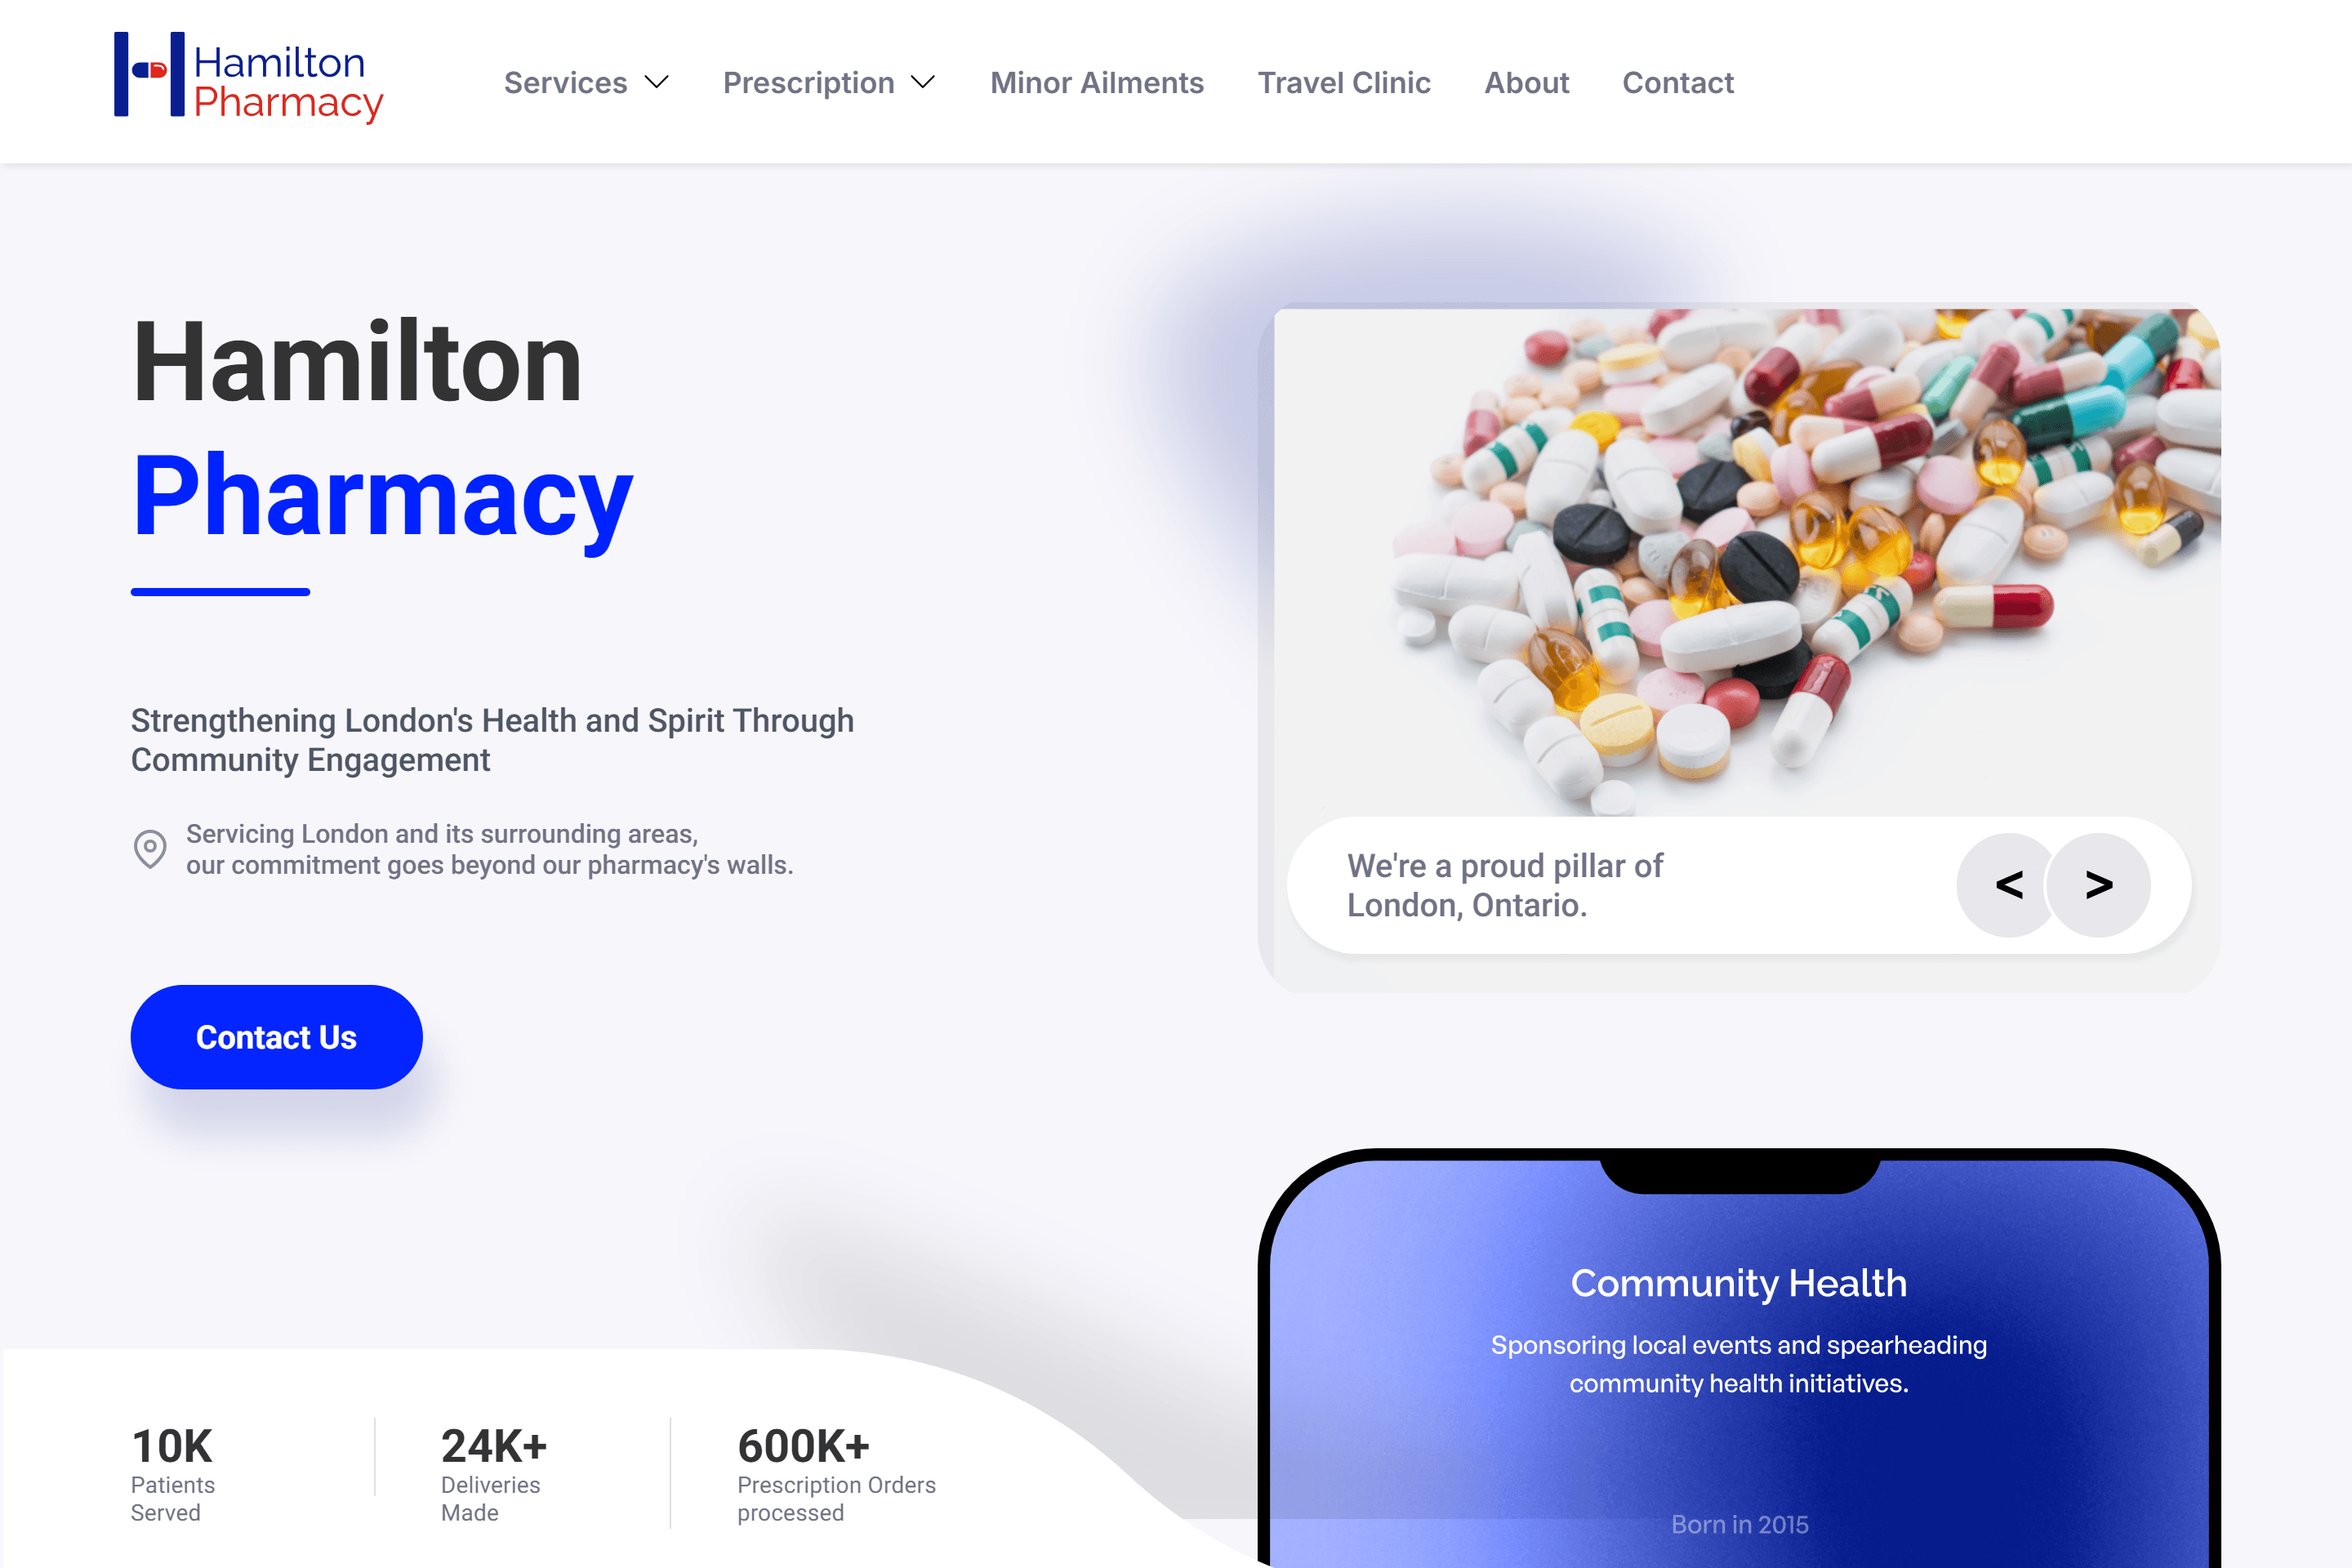 Hamilton
Pharmacy
Services
Prescription
Minor Ailments
Travel Clinic
About
Contact
Hamilton
Pharmacy
Strengthening London's Health and Spirit Through
Community Engagement
Servicing London and its surrounding areas,
our commitment goes beyond our pharmacy's walls.
Contact Us
We're a proud pillar of
London, Ontario.
< >
Community Health
Sponsoring local events and spearheading
community health initiatives.
Born in 2015
10K
Patients
Served
24K+
Deliveries
Made
600K+
Prescription Orders
processed